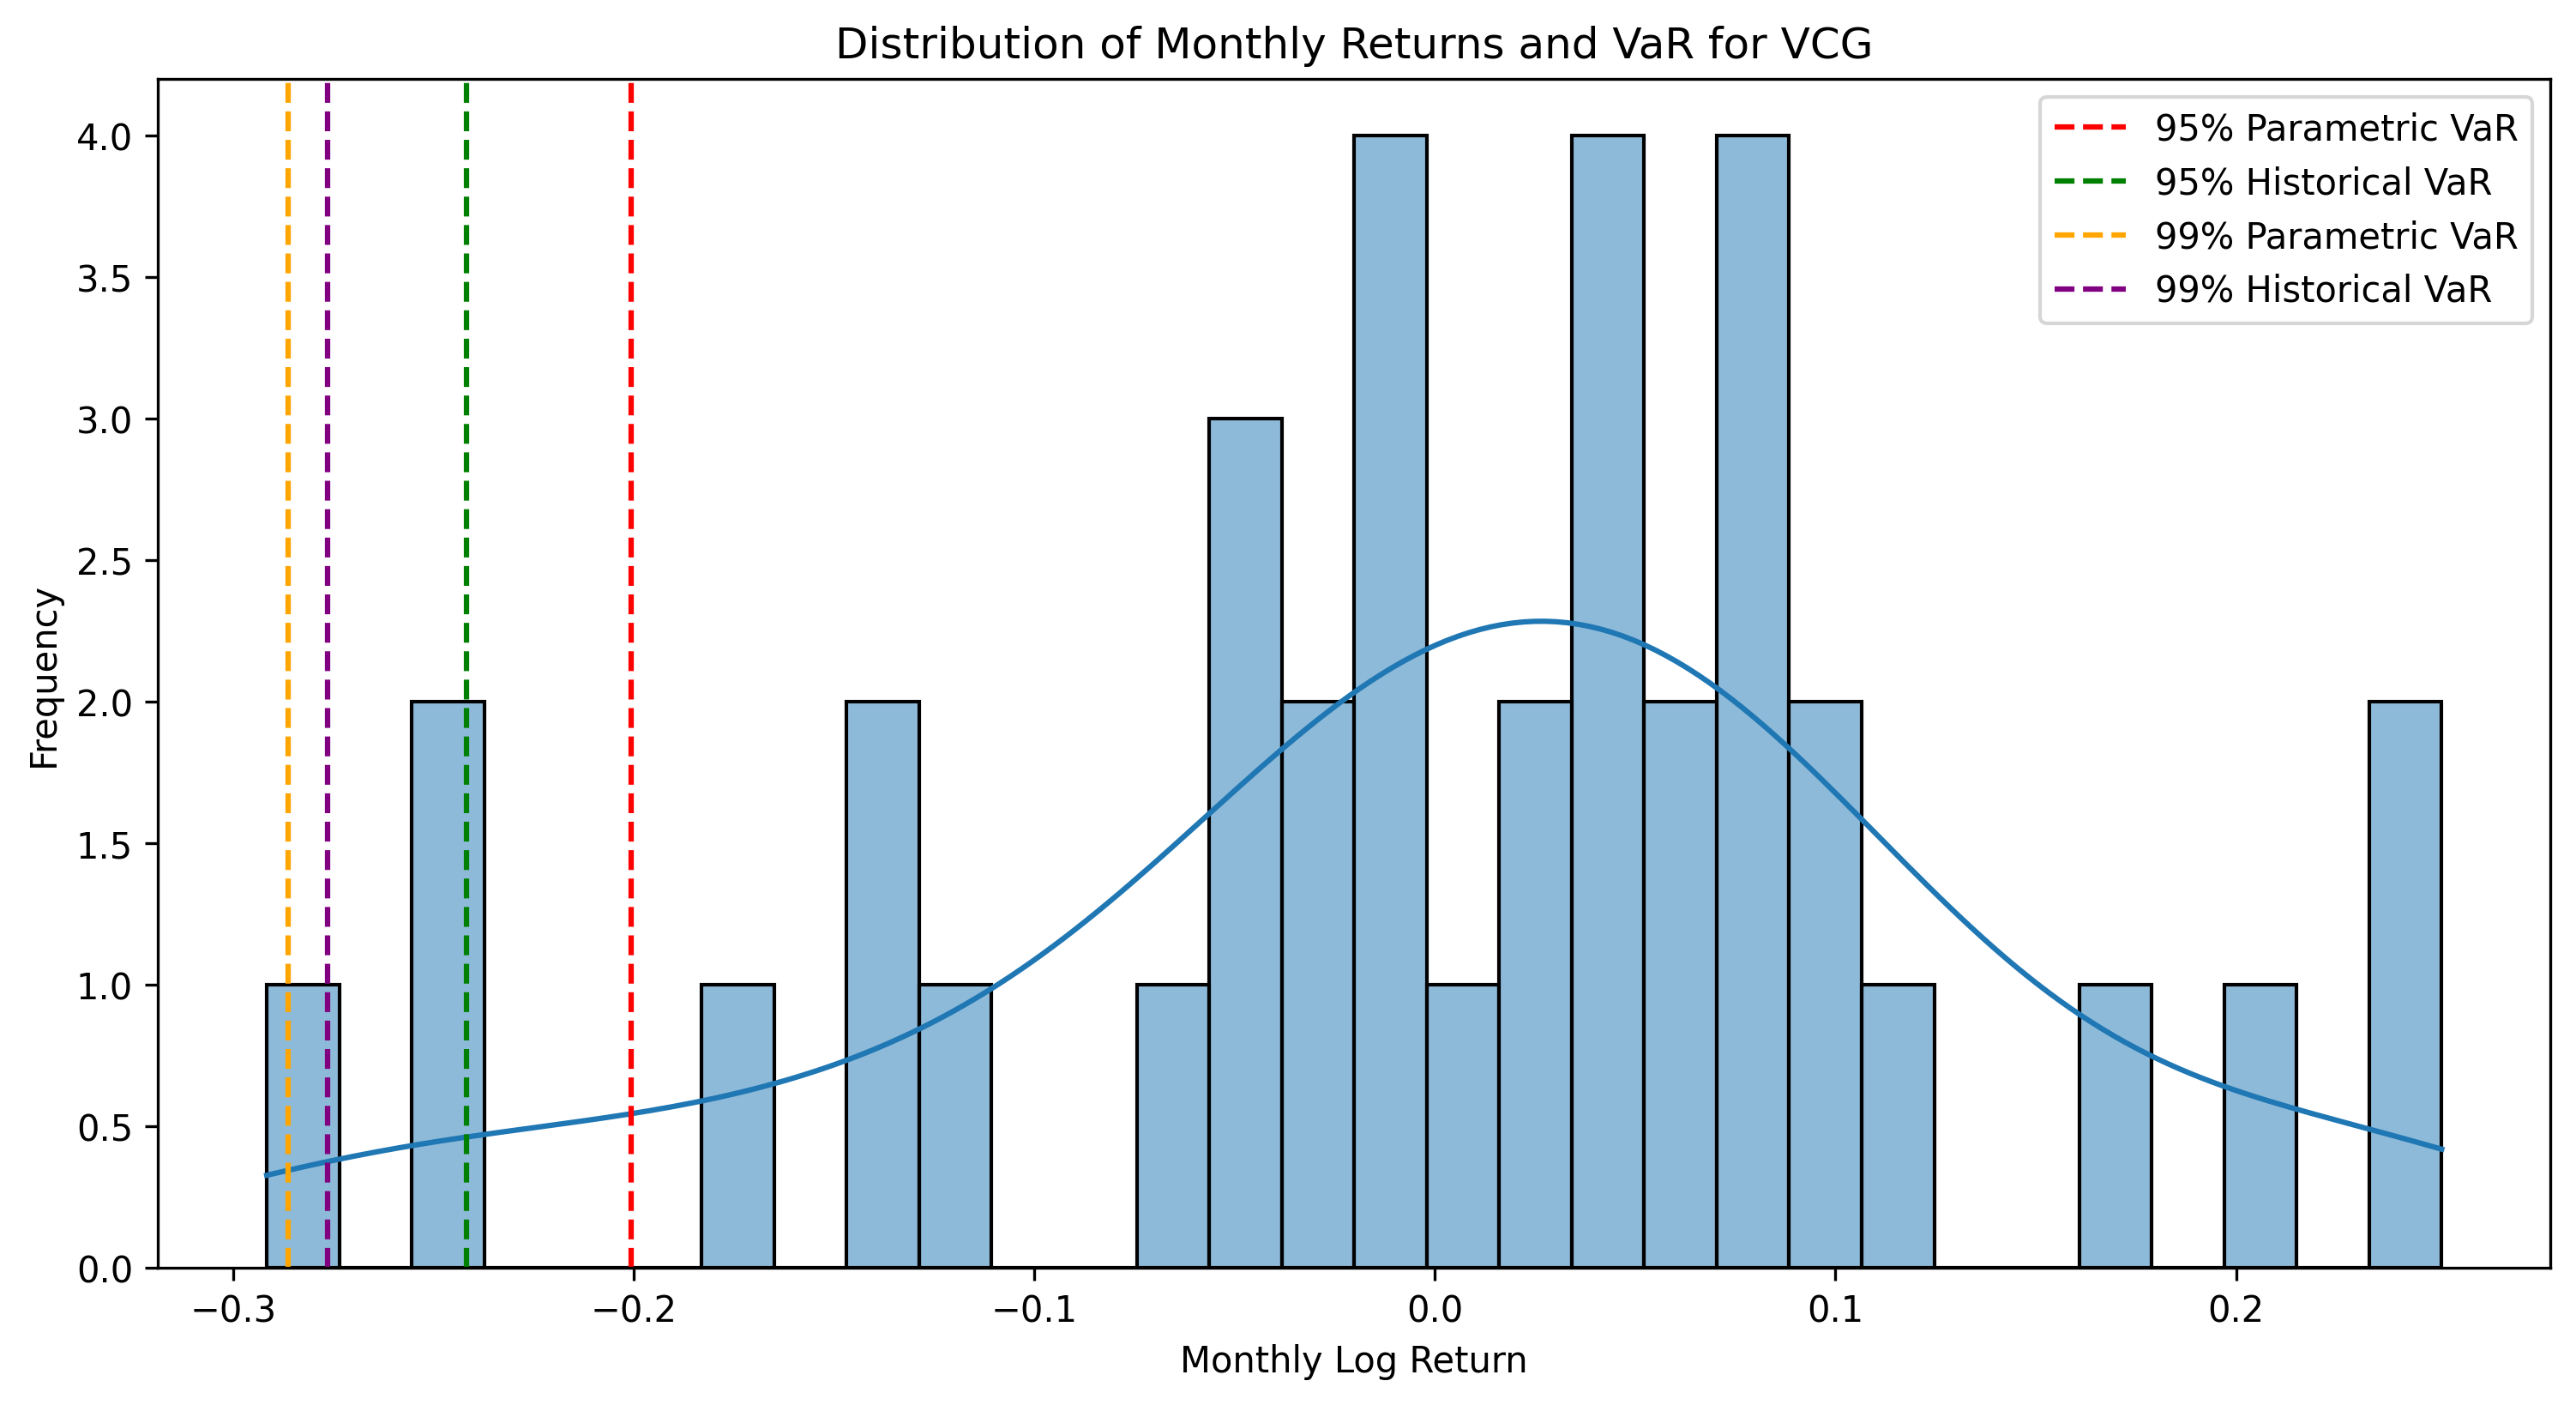 Distribution of Monthly Returns and VaR for VCG
95% Parametric VaR
95% Historical VaR
99% Parametric VaR
99% Historical VaR
4.0
3.5
3.0
2.5
2.0
1.5
1.0
0.5
0.0
Frequency
−0.3 −0.2 −0.1 0.0 0.1 0.2
Monthly Log Return